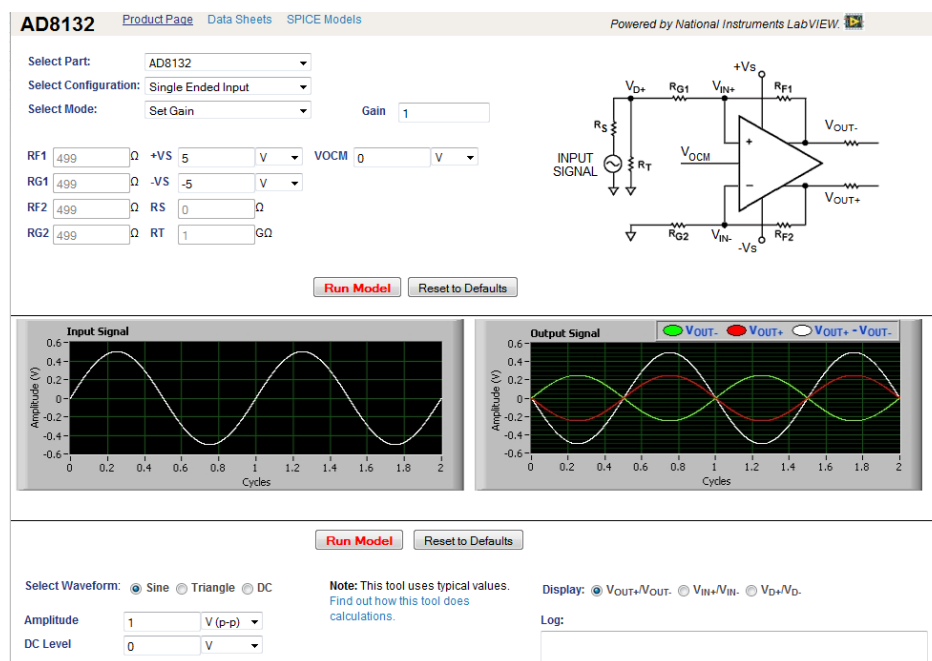 AD8132 Product Page Data Sheets SPICE Models Powered by National Instruments LabVIEW.
Select Part: AD8132
Select Configuration: Single Ended Input
Select Mode: Set Gain Gain 1
RF1 499 Ω +VS 5 V VOCM 0 V
RG1 499 Ω -VS -5 V
RF2 499 Ω RS 0 Ω
RG2 499 Ω RT 1 GΩ
+VS
VD+ RG1 VIN+ RF1
RS
VOUT-
+
INPUT
SIGNAL
RT
VOCM
−
VOUT+
RG2 VIN- RF2
-VS
Run Model Reset to Defaults
Input Signal
0.6
0.4
0.2
0
-0.2
-0.4
-0.6
Amplitude (V)
0 0.2 0.4 0.6 0.8 1 1.2 1.4 1.6 1.8 2
Cycles
Output Signal VOUT- VOUT+ VOUT+ - VOUT-
0.6
0.4
0.2
0
-0.2
-0.4
-0.6
Amplitude (V)
0 0.2 0.4 0.6 0.8 1 1.2 1.4 1.6 1.8 2
Cycles
Run Model Reset to Defaults
Select Waveform: Sine Triangle DC
Amplitude 1 V (p-p)
DC Level 0 V
Note: This tool uses typical values.
Find out how this tool does
calculations.
Display: VOUT+/VOUT- VIN+/VIN- VD+/VD-
Log: